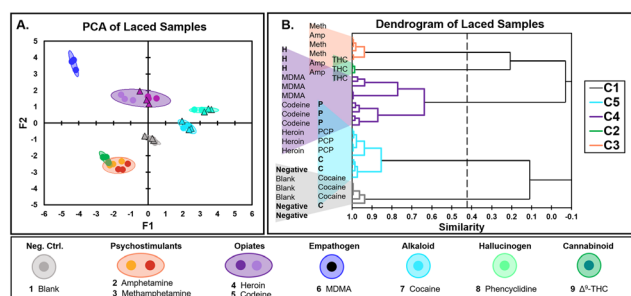 A.
PCA of Laced Samples
5
4
3
2
1
0
-1
-2
-3
-4
-5
F2
-6 -5 -4 -3 -2 -1 0 1 2 3 4 5 6
F1
B.
Dendrogram of Laced Samples
Meth
Amp
Meth
Meth
Amp
Amp
H
H
H
THC
THC
THC
MDMA
MDMA
MDMA
Codeine
Codeine
Codeine
Heroin
Heroin
Heroin
P
P
P
PCP
PCP
PCP
C
C
C
Cocaine
Cocaine
Cocaine
Negative
Blank
Blank
Blank
Negative
Negative
1.0 0.9 0.8 0.7 0.6 0.5 0.4 0.3 0.2 0.1 0.0 -0.1
Similarity
C1
C5
C4
C2
C3
Neg. Ctrl.
1 Blank
Psychostimulants
2 Amphetamine
3 Methamphetamine
Opiates
4 Heroin
5 Codeine
Empathogen
6 MDMA
Alkaloid
7 Cocaine
Hallucinogen
8 Phencyclidine
Cannabinoid
9 Δ⁹-THC